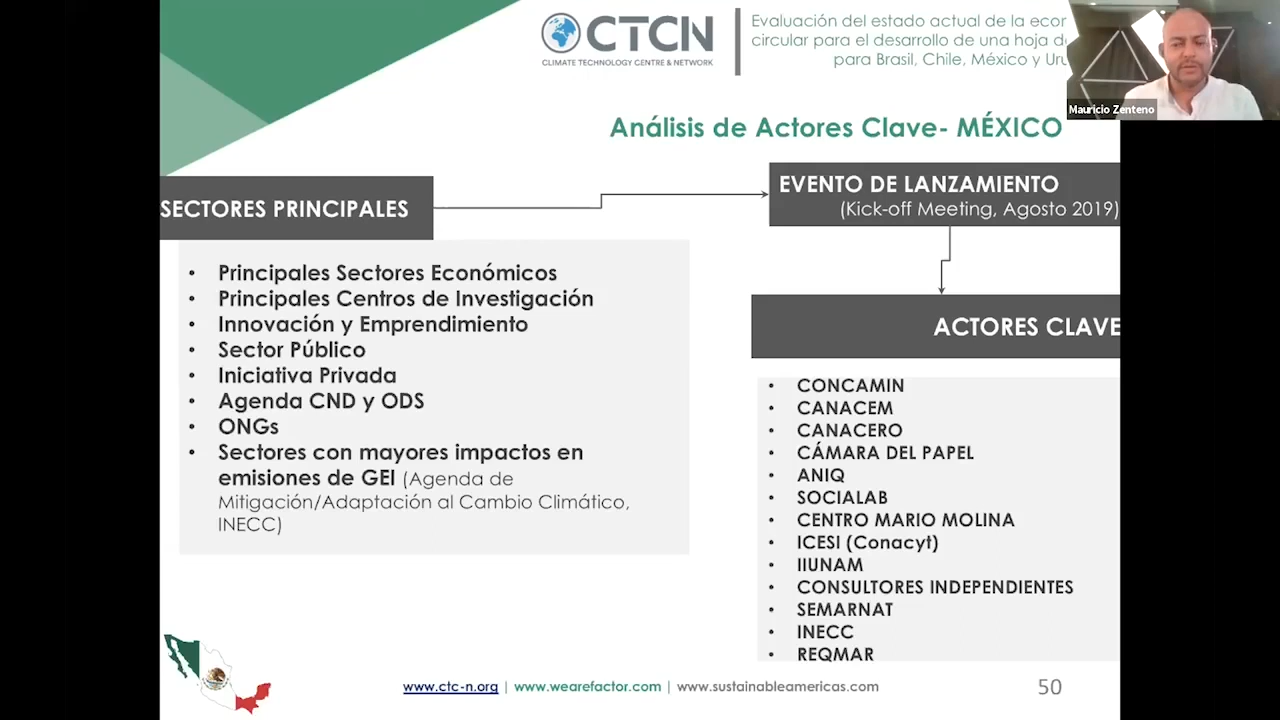 CTCN
CLIMATE TECHNOLOGY CENTRE & NETWORK
Evaluación del estado actual de la
circular para el desarrollo de una hoja
para Brasil, Chile, México y
Mauricio Zenteno
Análisis de Actores Clave- MÉXICO
SECTORES PRINCIPALES
EVENTO DE LANZAMIENTO
(Kick-off Meeting, Agosto 2019)
• Principales Sectores Económicos
• Principales Centros de Investigación
• Innovación y Emprendimiento
• Sector Público
• Iniciativa Privada
• Agenda CND y ODS
• ONGs
• Sectores con mayores impactos en
emisiones de GEI (Agenda de
Mitigación/Adaptación al Cambio Climático,
INECC)
ACTORES CLAVE
• CONCAMIN
• CANACEM
• CANACERO
• CÁMARA DEL PAPEL
• ANIQ
• SOCIALAB
• CENTRO MARIO MOLINA
• ICESI (Conacyt)
• IIUNAM
• CONSULTORES INDEPENDIENTES
• SEMARNAT
• INECC
• REQMAR
www.ctc-n.org | www.wearefactor.com | www.sustainableamericas.com
50